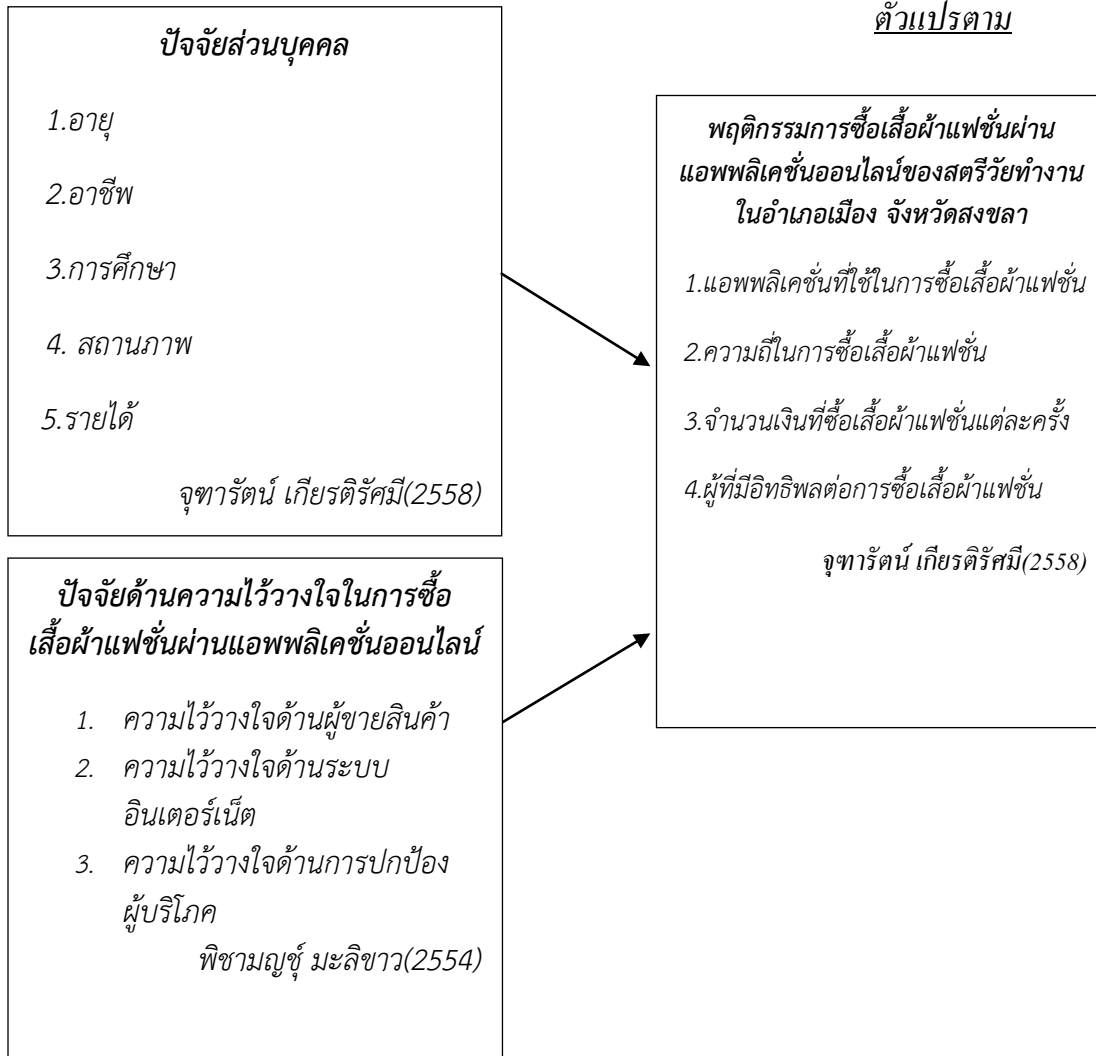 ปัจจัยส่วนบุคคล
1.อายุ
2.อาชีพ
3.การศึกษา
4. สถานภาพ
5.รายได้
จุฑารัตน์ เกียรติรัศมี(2558)
ปัจจัยด้านความไว้วางใจในการซื้อ
เสื้อผ้าแฟชั่นผ่านแอพพลิเคชั่นออนไลน์
1. ความไว้วางใจด้านผู้ขายสินค้า
2. ความไว้วางใจด้านระบบ
อินเตอร์เน็ต
3. ความไว้วางใจด้านการปกป้อง
ผู้บริโภค
พิชามญชุ์ มะลิขาว(2554)
ตัวแปรตาม
พฤติกรรมการซื้อเสื้อผ้าแฟชั่นผ่าน
แอพพลิเคชั่นออนไลน์ของสตรีวัยทำงาน
ในอำเภอเมือง จังหวัดสงขลา
1.แอพพลิเคชั่นที่ใช้ในการซื้อเสื้อผ้าแฟชั่น
2.ความถี่ในการซื้อเสื้อผ้าแฟชั่น
3.จำนวนเงินที่ซื้อเสื้อผ้าแฟชั่นแต่ละครั้ง
4.ผู้ที่มีอิทธิพลต่อการซื้อเสื้อผ้าแฟชั่น
จุฑารัตน์ เกียรติรัศมี(2558)